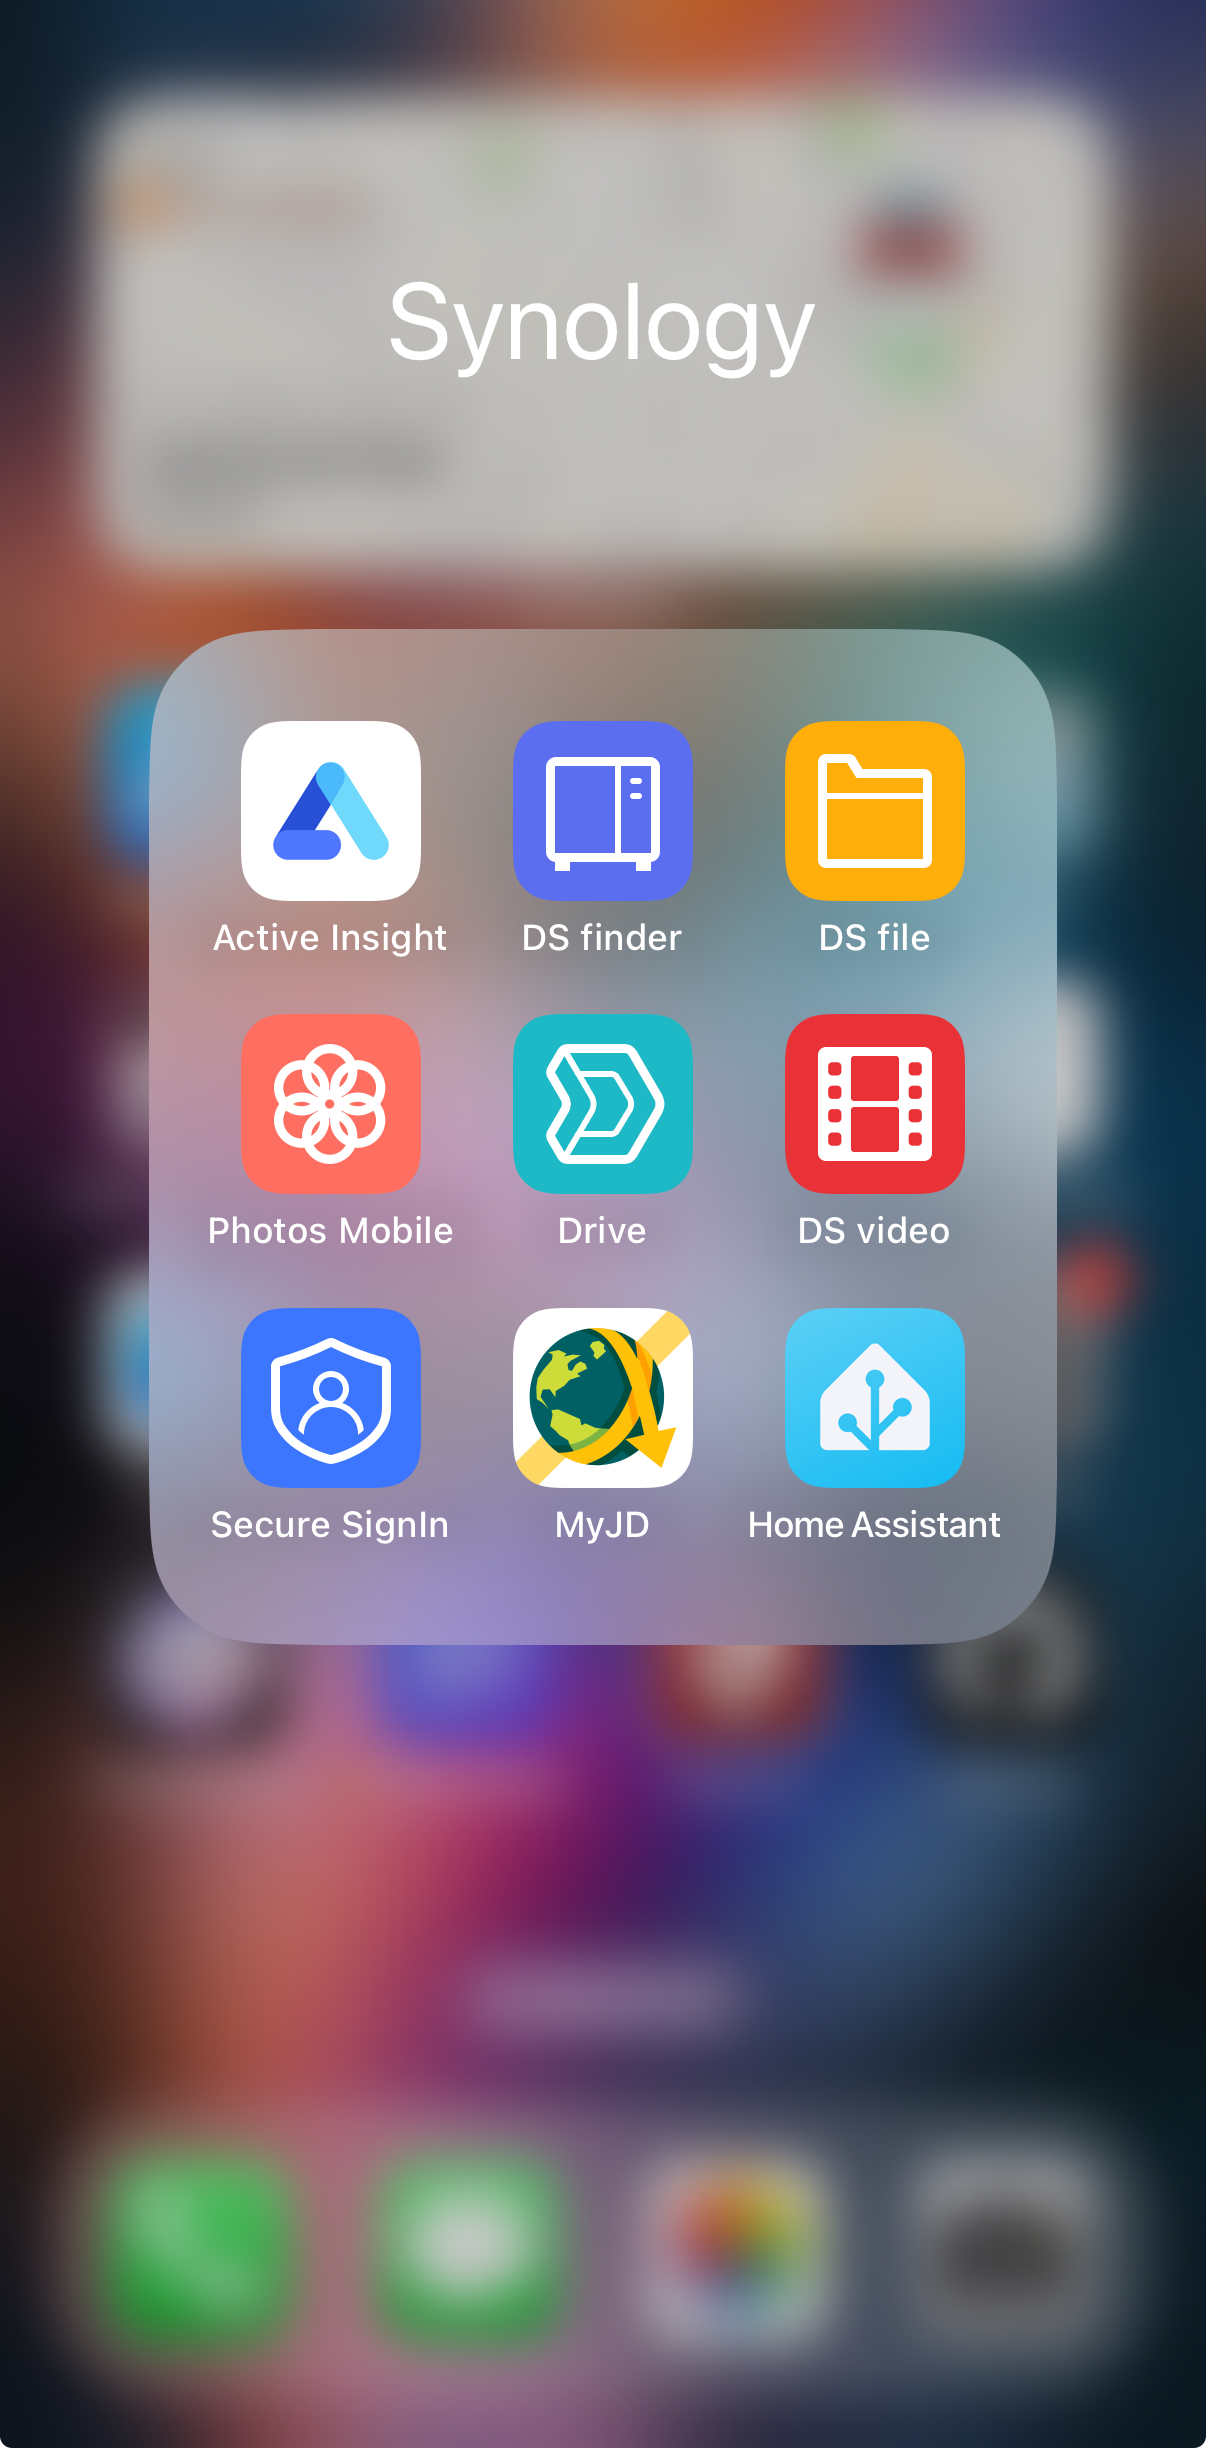 Synology
Active Insight
DS finder
DS file
Photos Mobile
Drive
DS video
Secure SignIn
MyJD
Home Assistant